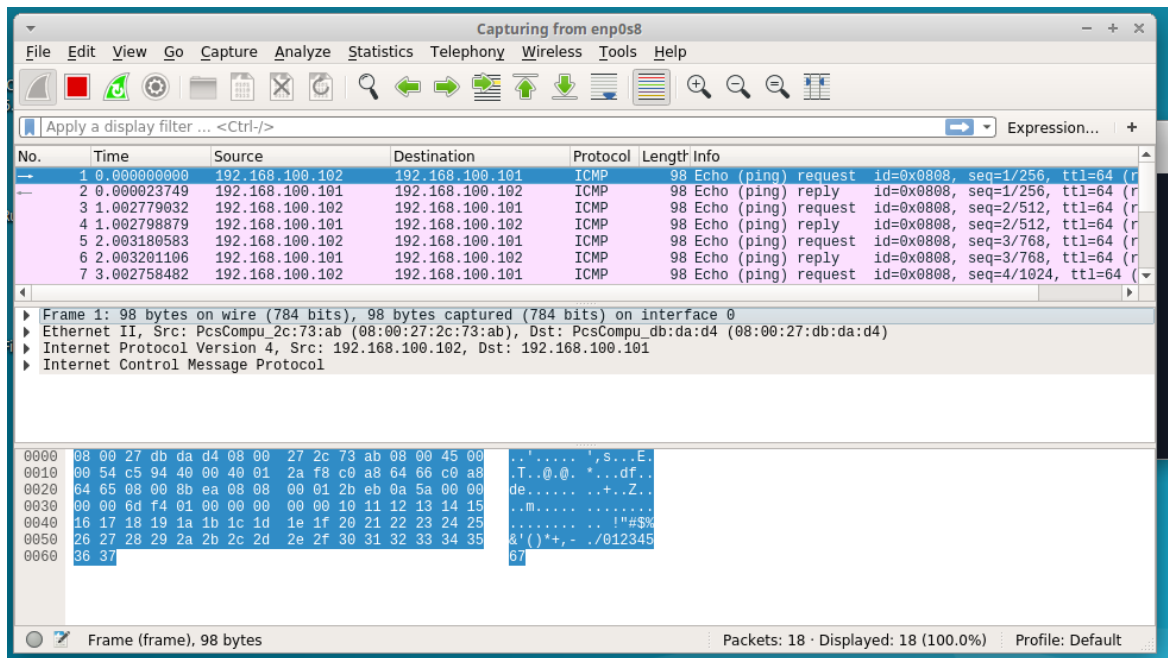 Capturing from enp0s8
File Edit View Go Capture Analyze Statistics Telephony Wireless Tools Help
Apply a display filter ... <Ctrl-/> Expression... +
No. Time Source Destination Protocol Length Info
1 0.000000000 192.168.100.102 192.168.100.101 ICMP 98 Echo (ping) request id=0x0808, seq=1/256, ttl=64 (r
2 0.000023749 192.168.100.101 192.168.100.102 ICMP 98 Echo (ping) reply id=0x0808, seq=1/256, ttl=64 (r
3 1.002779032 192.168.100.102 192.168.100.101 ICMP 98 Echo (ping) request id=0x0808, seq=2/512, ttl=64 (r
4 1.002798879 192.168.100.101 192.168.100.102 ICMP 98 Echo (ping) reply id=0x0808, seq=2/512, ttl=64 (r
5 2.003180583 192.168.100.102 192.168.100.101 ICMP 98 Echo (ping) request id=0x0808, seq=3/768, ttl=64 (r
6 2.003201106 192.168.100.101 192.168.100.102 ICMP 98 Echo (ping) reply id=0x0808, seq=3/768, ttl=64 (r
7 3.002758482 192.168.100.102 192.168.100.101 ICMP 98 Echo (ping) request id=0x0808, seq=4/1024, ttl=64 (
Frame 1: 98 bytes on wire (784 bits), 98 bytes captured (784 bits) on interface 0
Ethernet II, Src: PcsCompu_2c:73:ab (08:00:27:2c:73:ab), Dst: PcsCompu_db:da:d4 (08:00:27:db:da:d4)
Internet Protocol Version 4, Src: 192.168.100.102, Dst: 192.168.100.101
Internet Control Message Protocol
0000 08 00 27 db da d4 08 00 27 2c 73 ab 08 00 45 00 ..'..... ',s...E.
0010 00 54 c5 94 40 00 40 01 2a f8 c0 a8 64 66 c0 a8 .T..@.@. *...df..
0020 64 65 08 00 8b ea 08 08 00 01 2b eb 0a 5a 00 00 de...... ..+..Z..
0030 00 00 6d f4 01 00 00 00 00 00 10 11 12 13 14 15 ..m..... ........
0040 16 17 18 19 1a 1b 1c 1d 1e 1f 20 21 22 23 24 25 ........ .. !"#$%
0050 26 27 28 29 2a 2b 2c 2d 2e 2f 30 31 32 33 34 35 &'()*+,- ./012345
0060 36 37 67
Frame (frame), 98 bytes Packets: 18 · Displayed: 18 (100.0%) Profile: Default